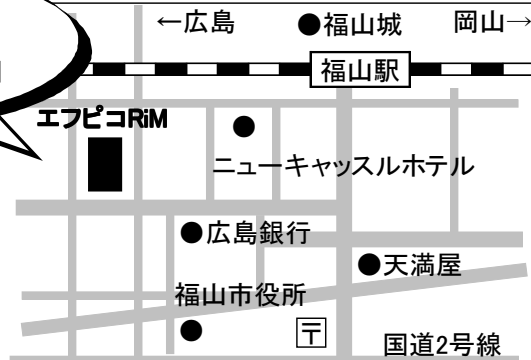 ←広島 ●福山城 岡山→
福山駅
エフピコRiM
ニューキャッスルホテル
●広島銀行
●天満屋
福山市役所
〒
国道2号線